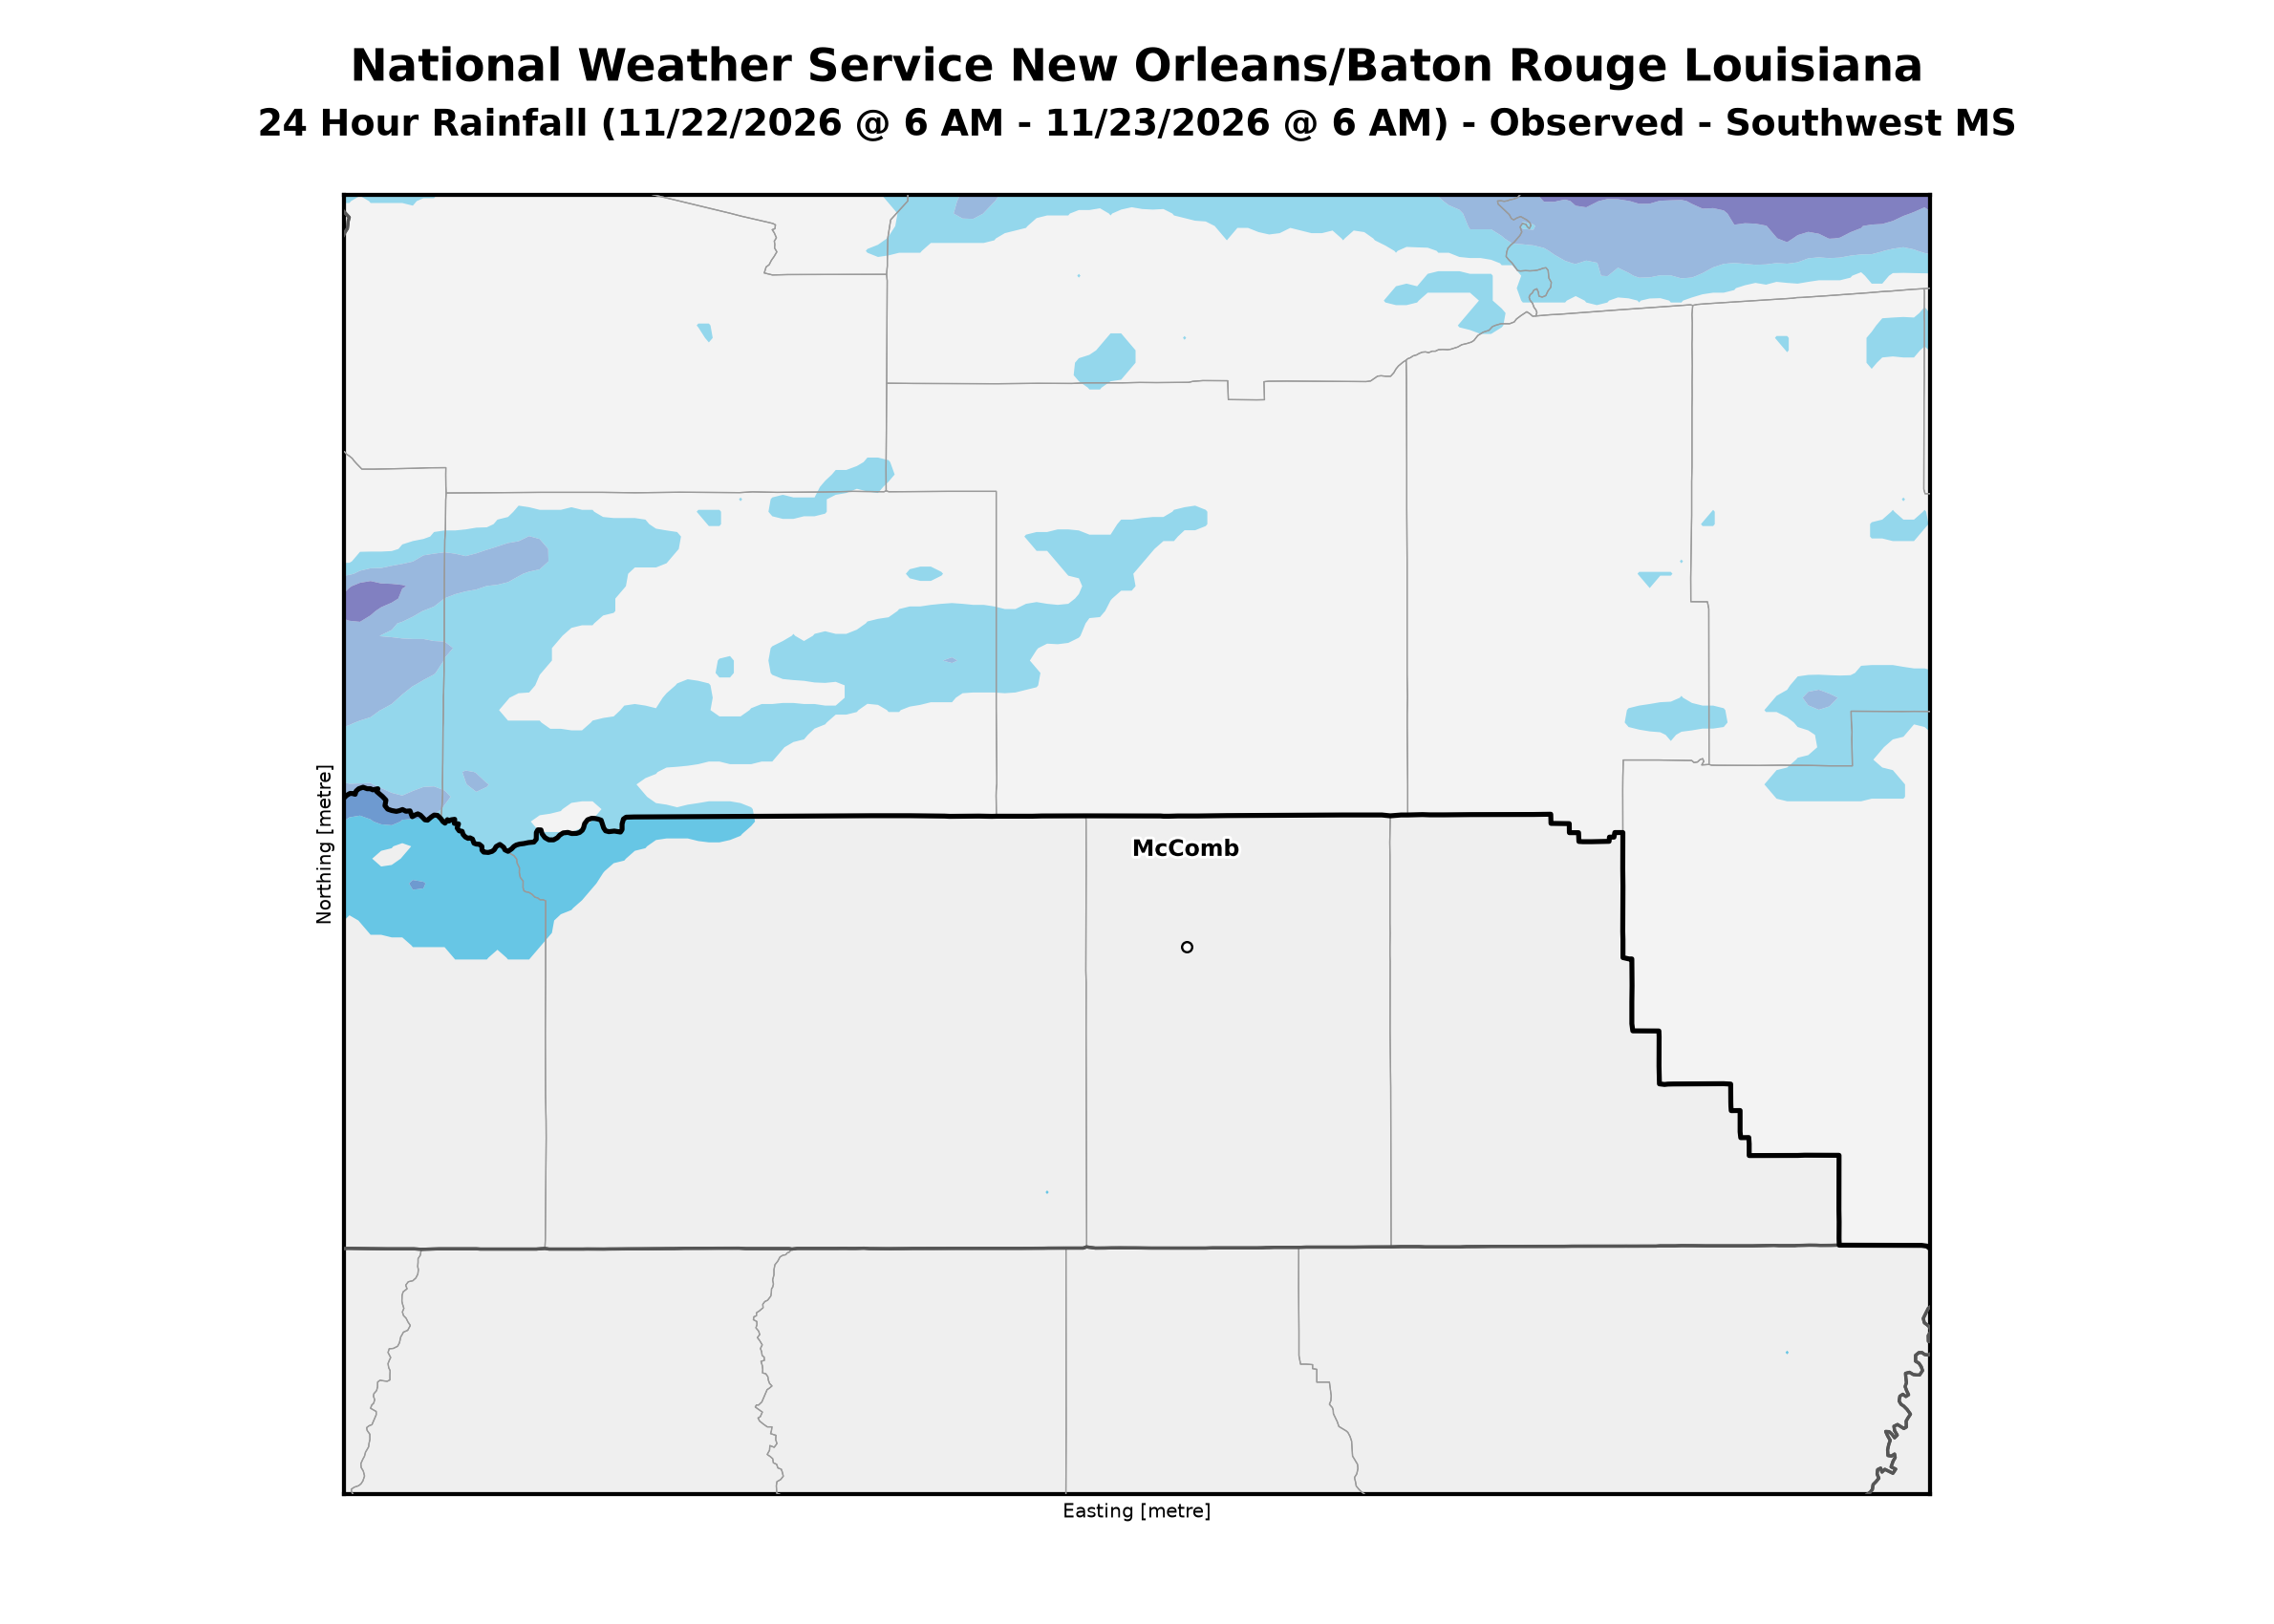 National Weather Service New Orleans/Baton Rouge Louisiana
24 Hour Rainfall (11/22/2026 @ 6 AM - 11/23/2026 @ 6 AM) - Observed - Southwest MS
Northing [metre]
McComb
Easting [metre]